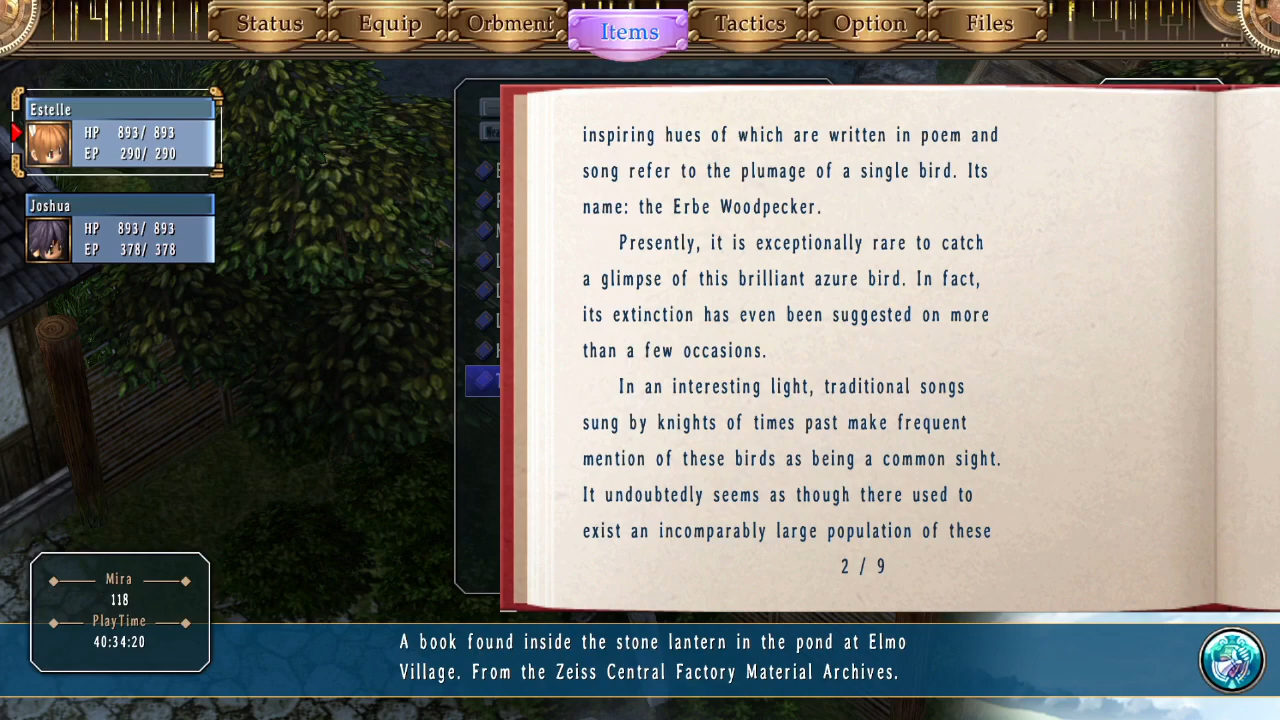 Status Equip Orbment Items Tactics Option Files
Estelle
HP 893/ 893
EP 290/ 290
Joshua
HP 893/ 893
EP 378/ 378
inspiring hues of which are written in poem and
song refer to the plumage of a single bird. Its
name: the Erbe Woodpecker.
Presently, it is exceptionally rare to catch
a glimpse of this brilliant azure bird. In fact,
its extinction has even been suggested on more
than a few occasions.
In an interesting light, traditional songs
sung by knights of times past make frequent
mention of these birds as being a common sight.
It undoubtedly seems as though there used to
exist an incomparably large population of these
2 / 9
Mira
118
PlayTime
40:34:20
A book found inside the stone lantern in the pond at Elmo
Village. From the Zeiss Central Factory Material Archives.